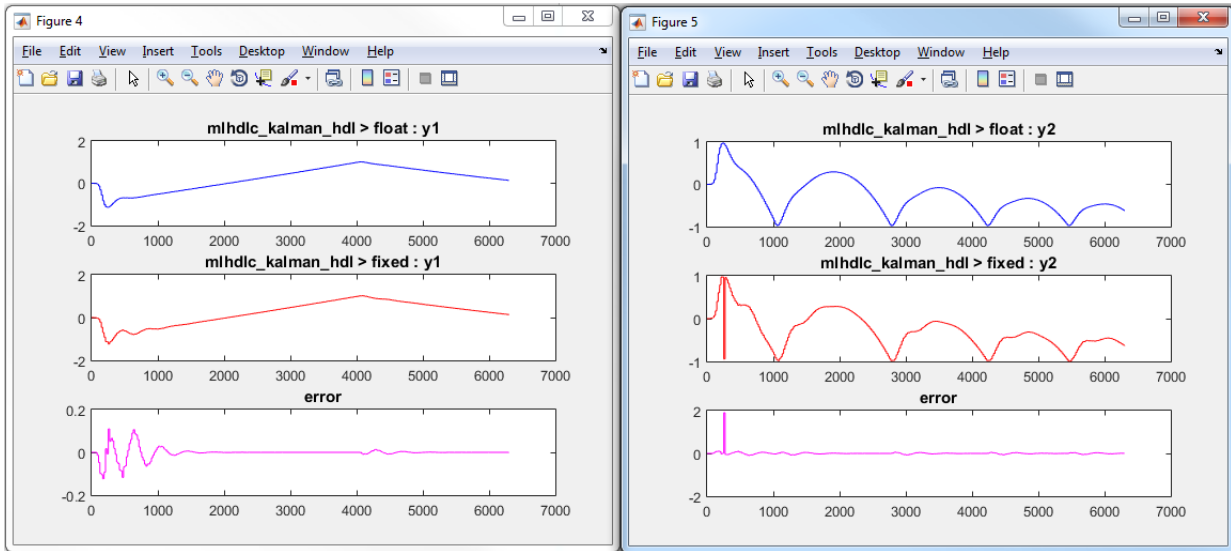 Figure 4
File Edit View Insert Tools Desktop Window Help
mlhdlc_kalman_hdl > float : y1
2
0
-2
0 1000 2000 3000 4000 5000 6000 7000
mlhdlc_kalman_hdl > fixed : y1
2
0
-2
0 1000 2000 3000 4000 5000 6000 7000
error
0.2
0
-0.2
0 1000 2000 3000 4000 5000 6000 7000
Figure 5
File Edit View Insert Tools Desktop Window Help
mlhdlc_kalman_hdl > float : y2
1
0
-1
0 1000 2000 3000 4000 5000 6000 7000
mlhdlc_kalman_hdl > fixed : y2
1
0
-1
0 1000 2000 3000 4000 5000 6000 7000
error
2
0
-2
0 1000 2000 3000 4000 5000 6000 7000